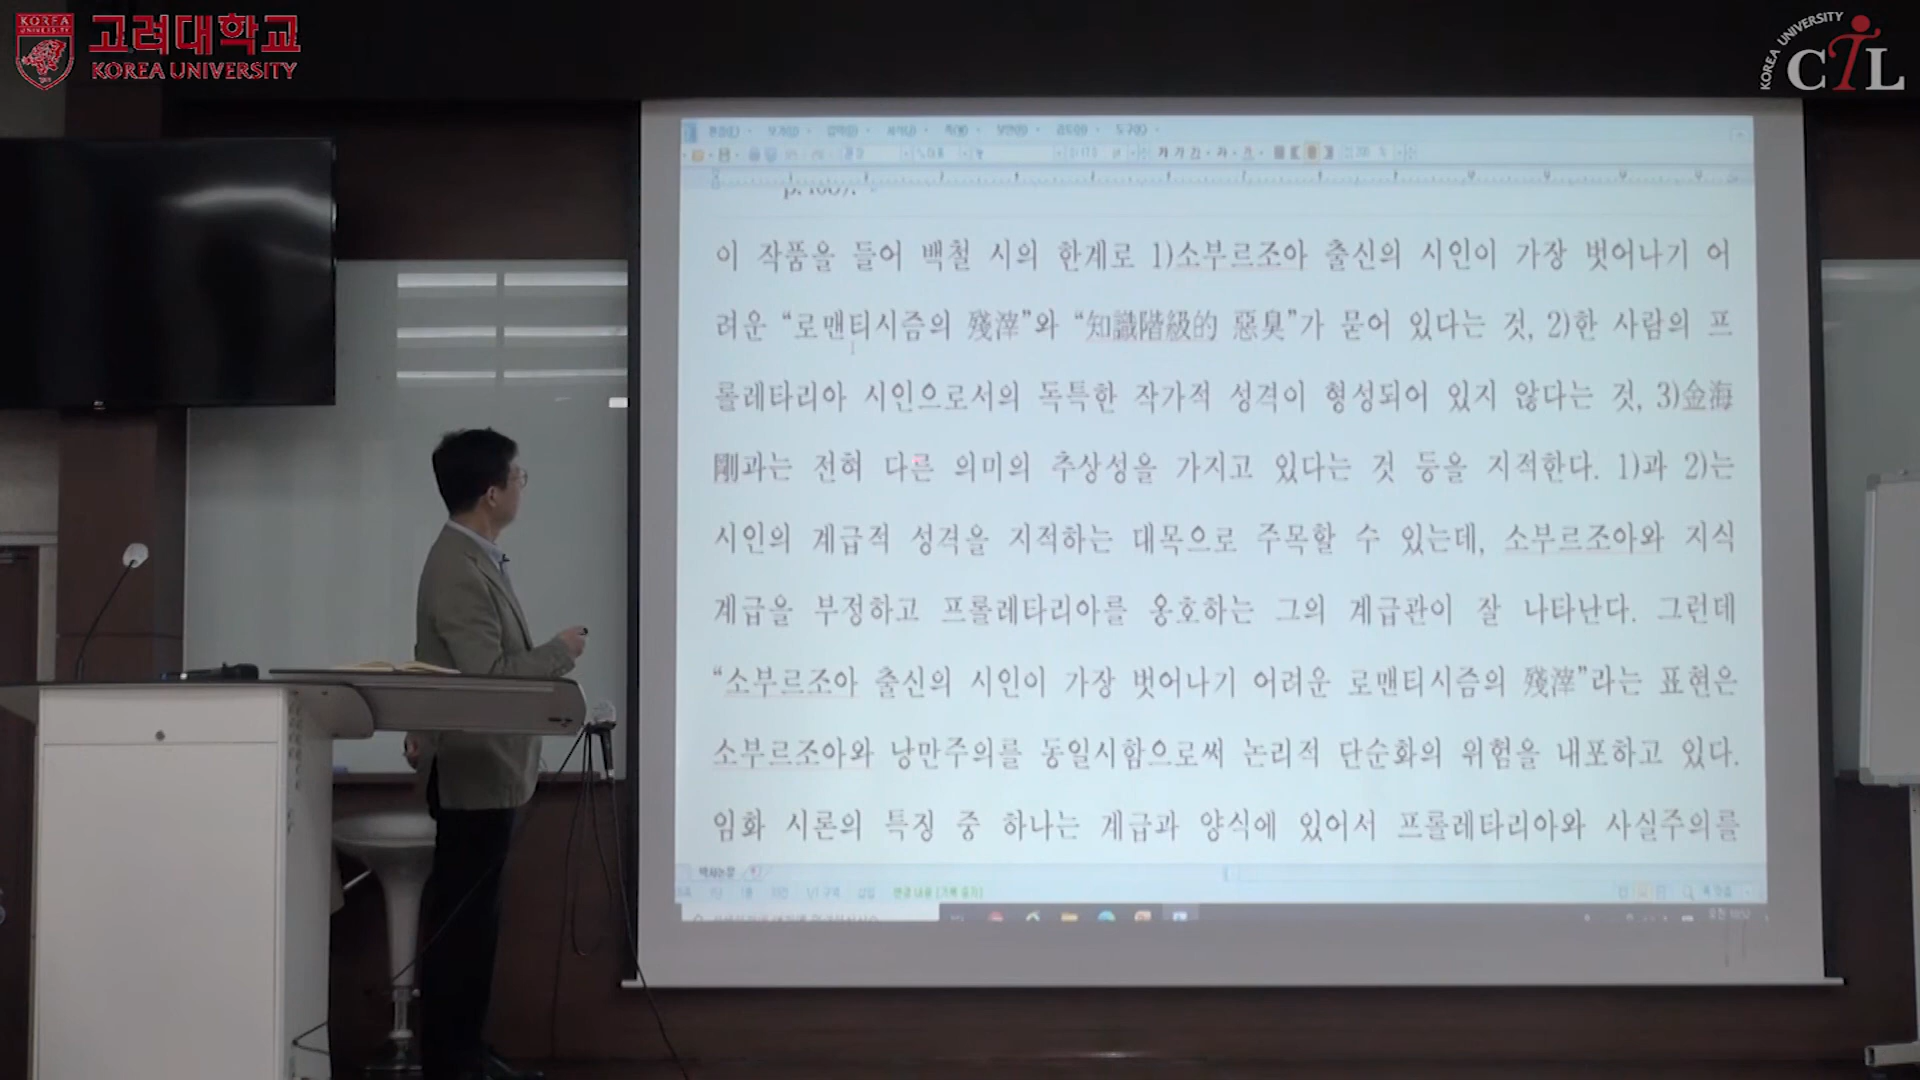 KOREA
UNIVERSITY
고려대학교
KOREA UNIVERSITY
KOREA UNIVERSITY
CTL
이 작품을 들어 백철 시의 한계로 1)소부르조아 출신의 시인이 가장 벗어나기 어
려운 “로맨티시즘의 殘滓”와 “知識階級的 惡臭”가 묻어 있다는 것, 2)한 사람의 프
롤레타리아 시인으로서의 독특한 작가적 성격이 형성되어 있지 않다는 것, 3)金海
剛과는 전혀 다른 의미의 추상성을 가지고 있다는 것 등을 지적한다. 1)과 2)는
시인의 계급적 성격을 지적하는 대목으로 주목할 수 있는데, 소부르조아와 지식
계급을 부정하고 프롤레타리아를 옹호하는 그의 계급관이 잘 나타난다. 그런데
“소부르조아 출신의 시인이 가장 벗어나기 어려운 로맨티시즘의 殘滓”라는 표현은
소부르조아와 낭만주의를 동일시함으로써 논리적 단순화의 위험을 내포하고 있다.
임화 시론의 특징 중 하나는 계급과 양식에 있어서 프롤레타리아와 사실주의를